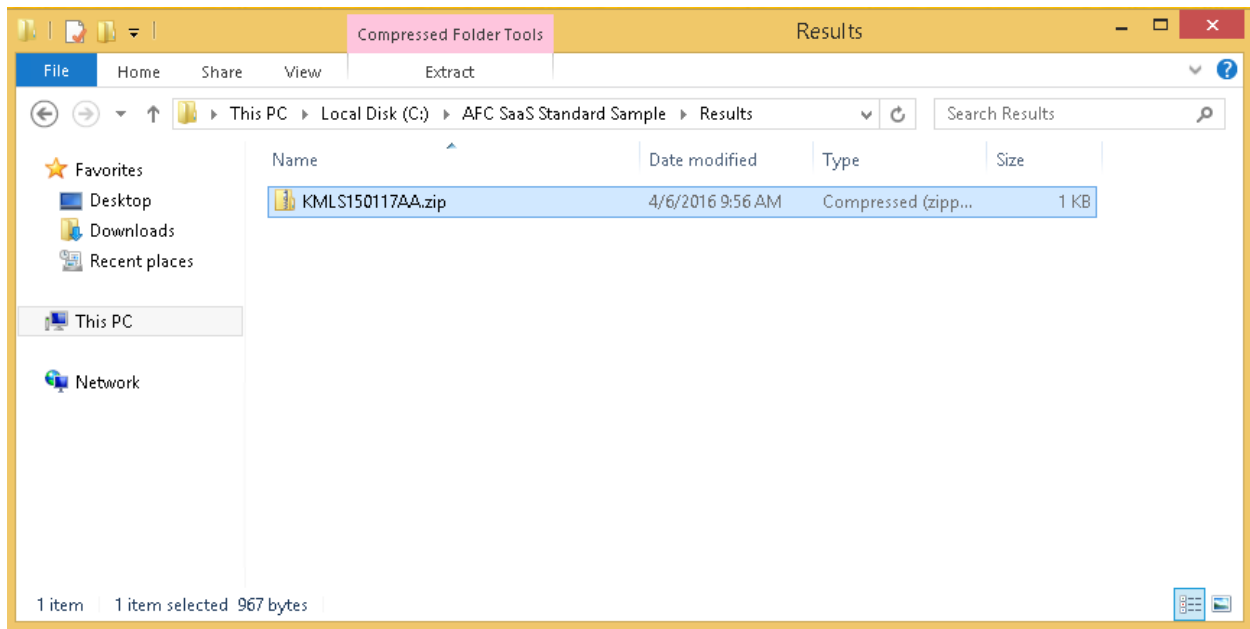 Compressed Folder Tools Results
File Home Share View Extract
This PC Local Disk (C:) AFC SaaS Standard Sample Results Search Results
Name Date modified Type Size
Favorites
Desktop KMLS150117AA.zip 4/6/2016 9:56 AM Compressed (zipp... 1 KB
Downloads
Recent places
This PC
Network
1 item 1 item selected 967 bytes